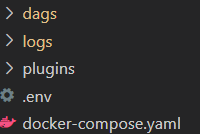 dags
logs
plugins
.env
docker-compose.yaml